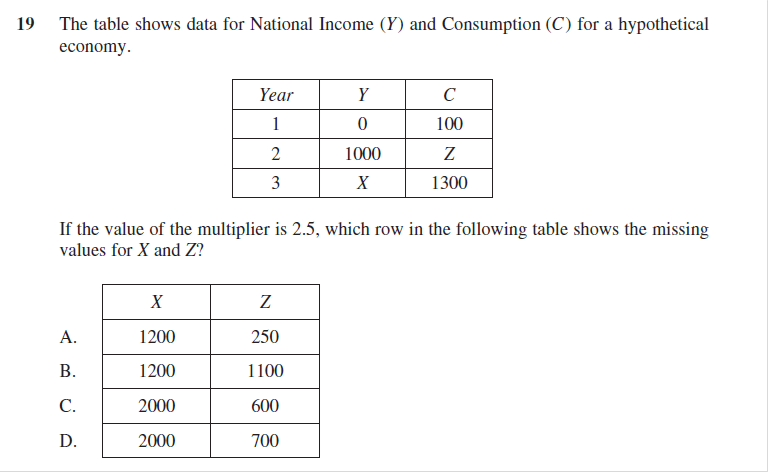 19 The table shows data for National Income (Y) and Consumption (C) for a hypothetical
economy.
Year Y C
1 0 100
2 1000 Z
3 X 1300
If the value of the multiplier is 2.5, which row in the following table shows the missing
values for X and Z?
X Z
A. 1200 250
B. 1200 1100
C. 2000 600
D. 2000 700